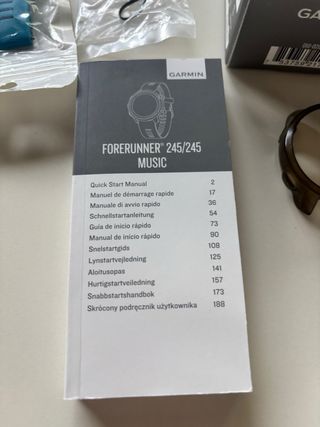 GA
GARMIN
FORERUNNER® 245/245
MUSIC
Quick Start Manual 2
Manuel de démarrage rapide 17
Manuale di avvio rapido 36
Schnellstartanleitung 54
Guía de inicio rápido 73
Manual de início rápido 90
Snelstartgids 108
Lynstartvejledning 125
Aloitusopas 141
Hurtigstartveiledning 157
Snabbstartshandbok 173
Skrócony podręcznik użytkownika 188